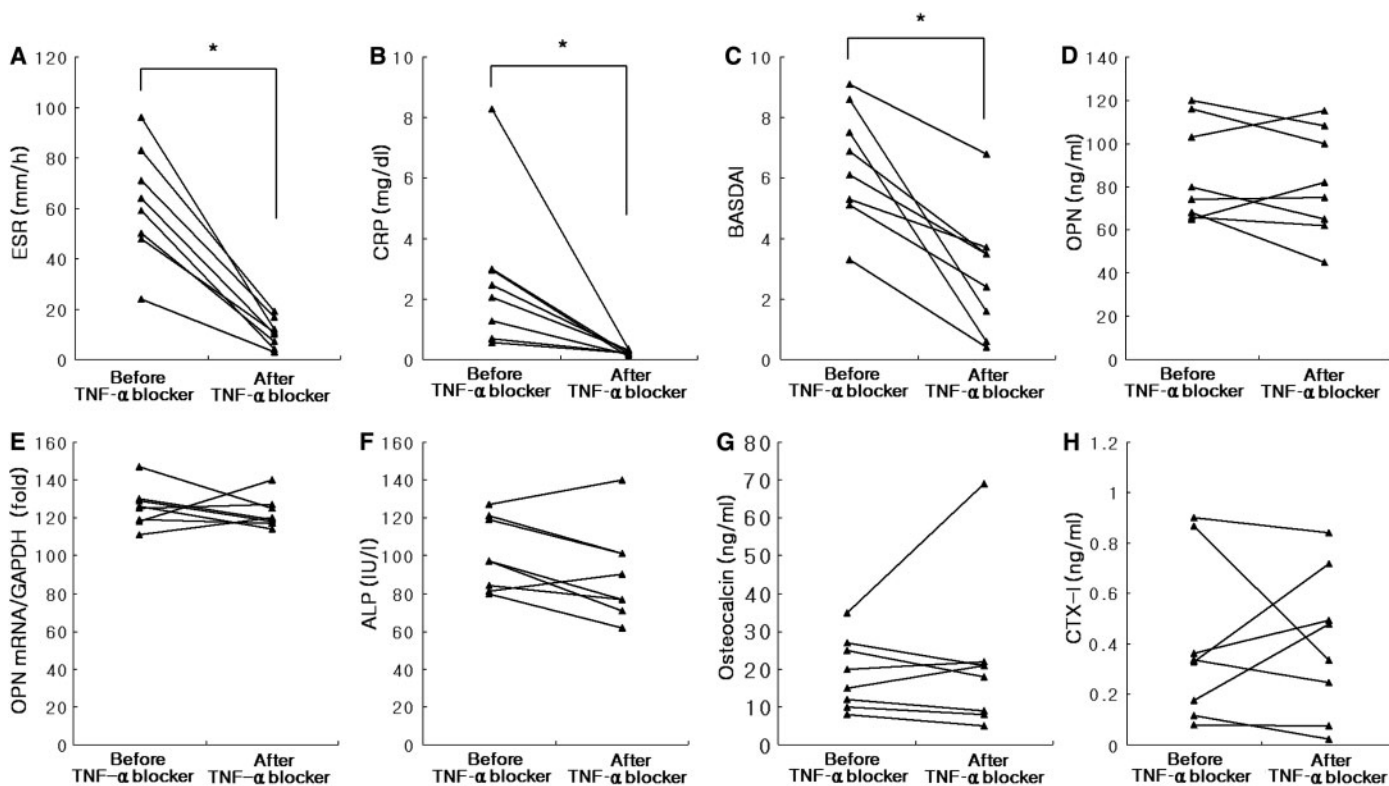 A
*
ESR (mm/h)
120
100
80
60
40
20
0
Before
TNF-α blocker
After
TNF-α blocker
B
*
CRP (mg/dl)
10
8
6
4
2
0
Before
TNF-α blocker
After
TNF-α blocker
C
*
BASDAI
10
8
6
4
2
0
Before
TNF-α blocker
After
TNF-α blocker
D
OPN (ng/ml)
140
120
100
80
60
40
20
0
Before
TNF-α blocker
After
TNF-α blocker
E
OPN mRNA/GAPDH (fold)
160
140
120
100
80
60
40
20
0
Before
TNF-α blocker
After
TNF-α blocker
F
ALP (IU/l)
160
140
120
100
80
60
40
20
0
Before
TNF-α blocker
After
TNF-α blocker
G
Osteocalcin (ng/ml)
80
70
60
50
40
30
20
10
0
Before
TNF-α blocker
After
TNF-α blocker
H
CTX-I (ng/ml)
1.2
1
0.8
0.6
0.4
0.2
0
Before
TNF-α blocker
After
TNF-α blocker